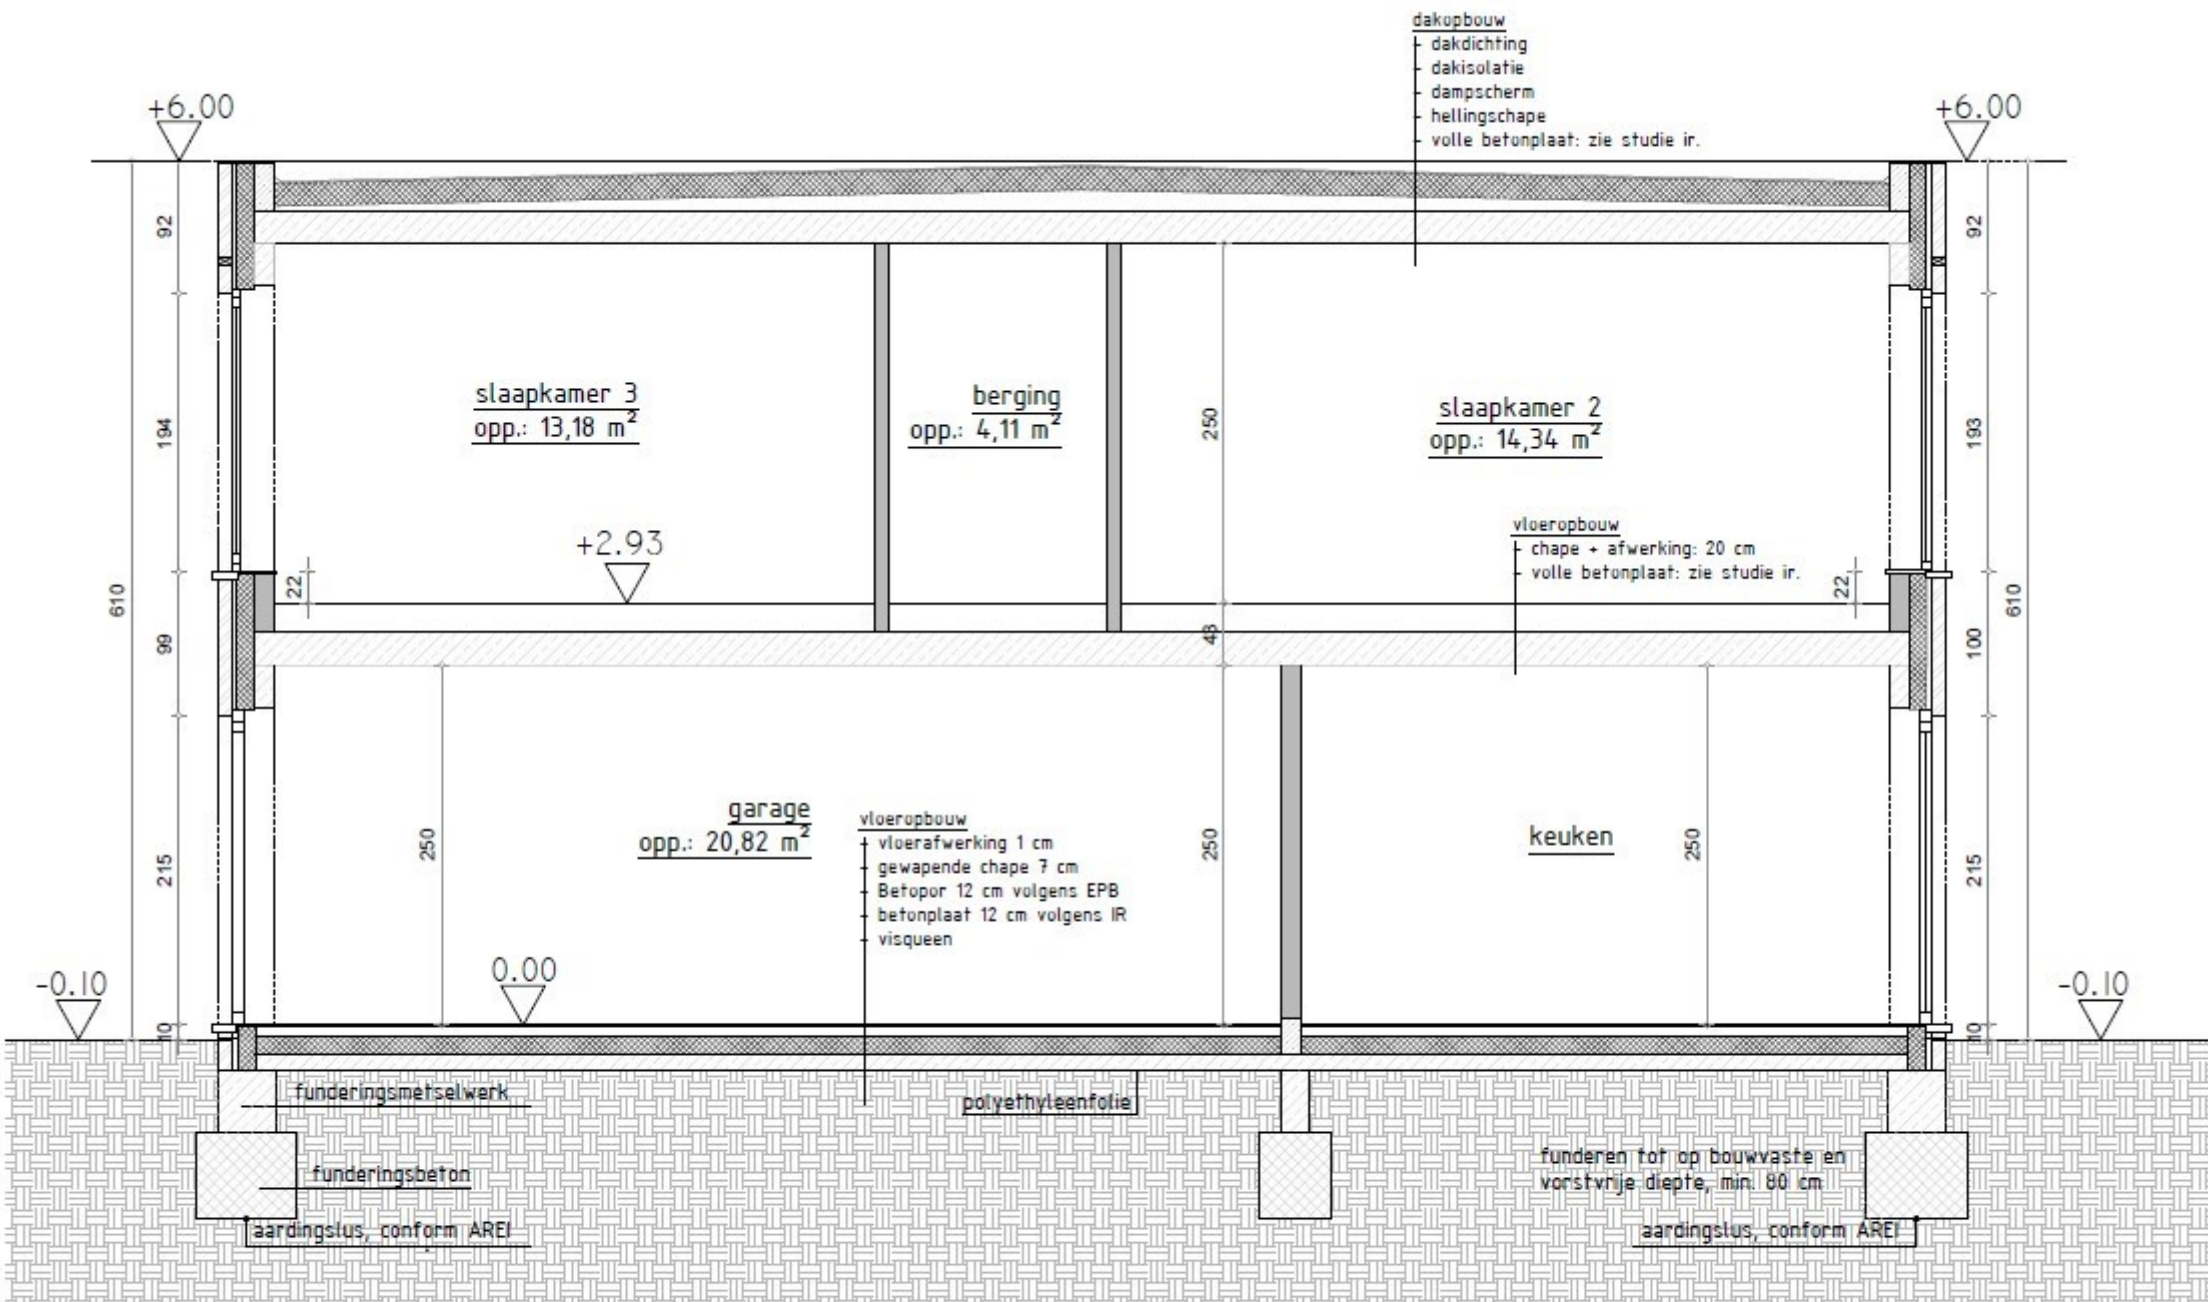 dakopbouw
dakdichting
dakisolatie
dampscherm
hellingschape
volle betonplaat: zie studie ir.
+6.00
+6.00
92
92
slaapkamer 3
opp.: 13,18 m²
berging
opp.: 4,11 m²
250
slaapkamer 2
opp.: 14,34 m²
194
193
vloeropbouw
chape + afwerking: 20 cm
volle betonplaat: zie studie ir.
+2.93
22
22
610
610
99
43
100
garage
opp.: 20,82 m²
vloeropbouw
vloerafwerking 1 cm
gewapende chape 7 cm
Betopor 12 cm volgens EPB
betonplaat 12 cm volgens IR
visqueen
250
250
keuken
250
215
215
0.00
-0.10
-0.10
10
10
funderingsmetselwerk
polyethyleenfolie
funderingsbeton
funderen tot op bouwvaste en
vorstvrije diepte, min. 80 cm
aardingslus, conform AREI
aardingslus, conform AREI